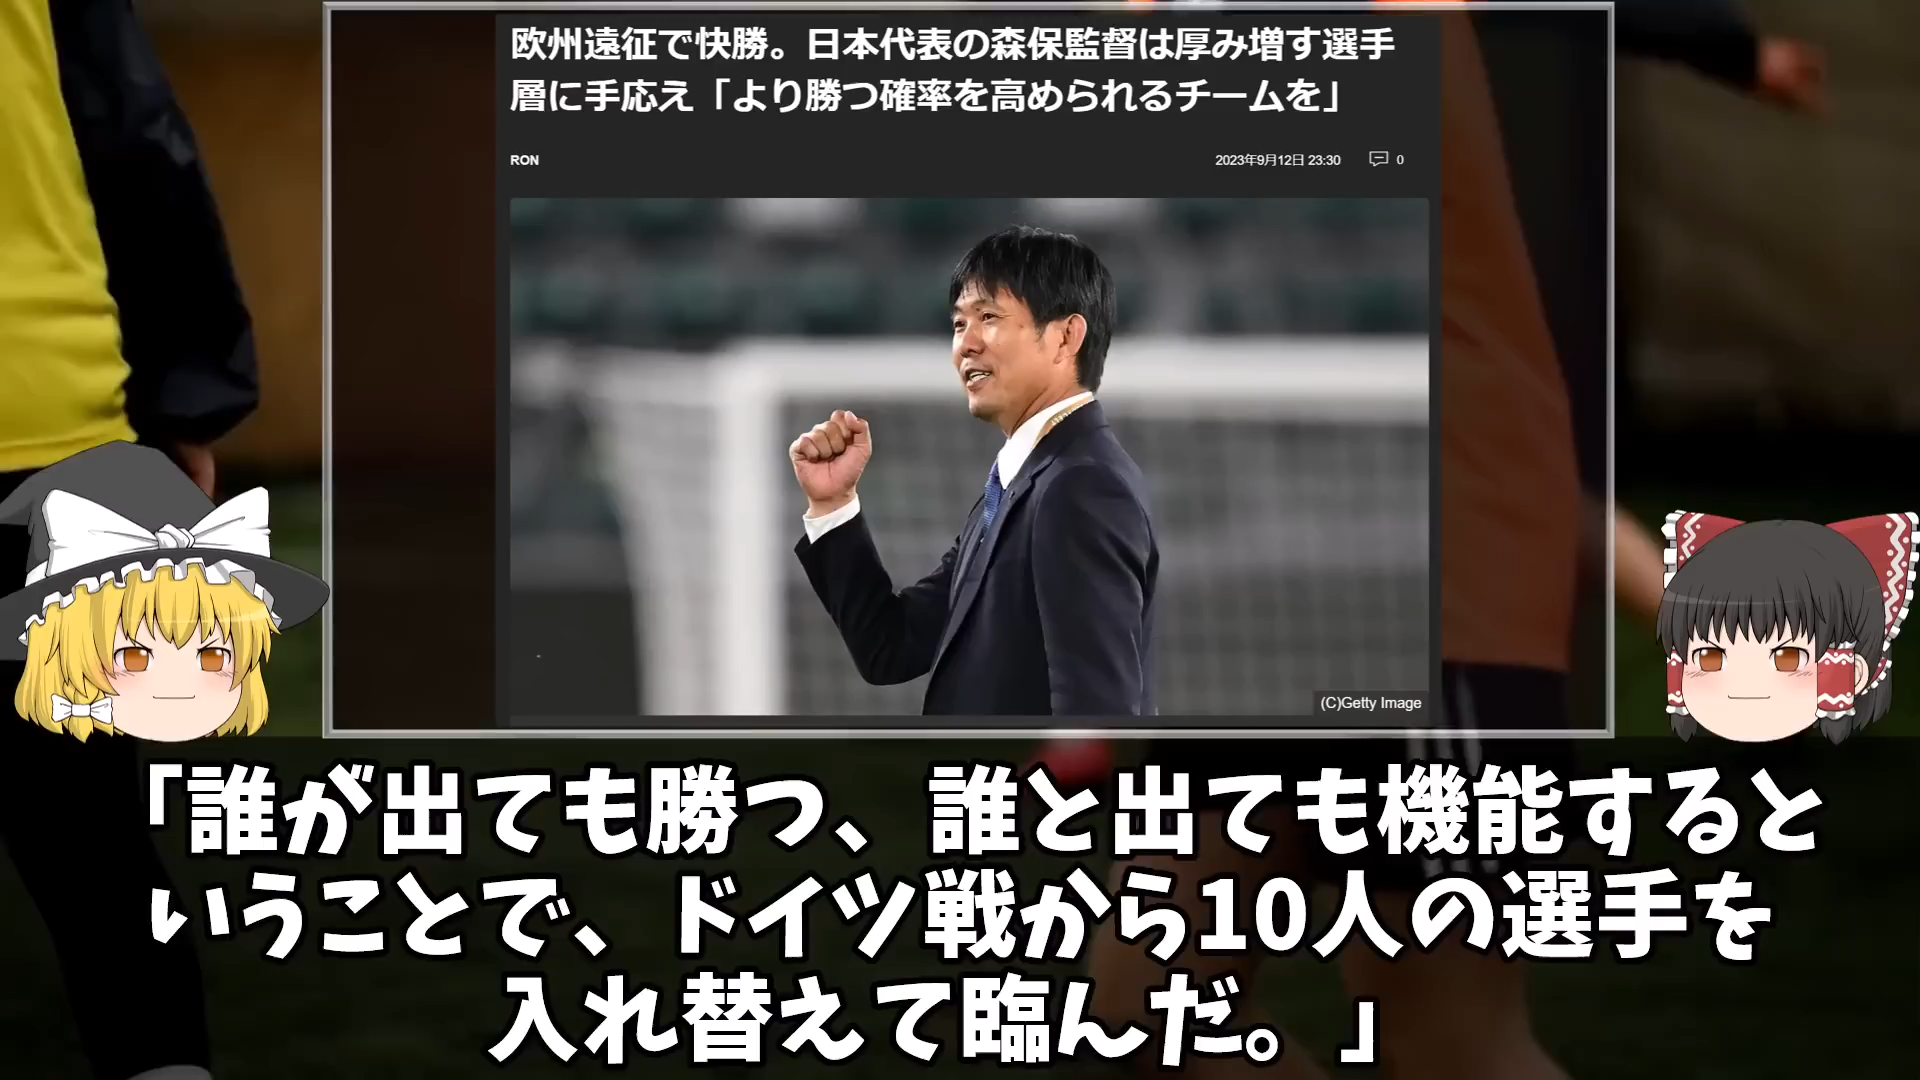 欧州遠征で快勝。日本代表の森保監督は厚み増す選手
層に手応え「より勝つ確率を高められるチームを」
RON
2023年9月12日 23:30
0
(C)Getty Image
「誰が出ても勝つ、誰と出ても機能すると
いうことで、ドイツ戦から10人の選手を
入れ替えて臨んだ。」